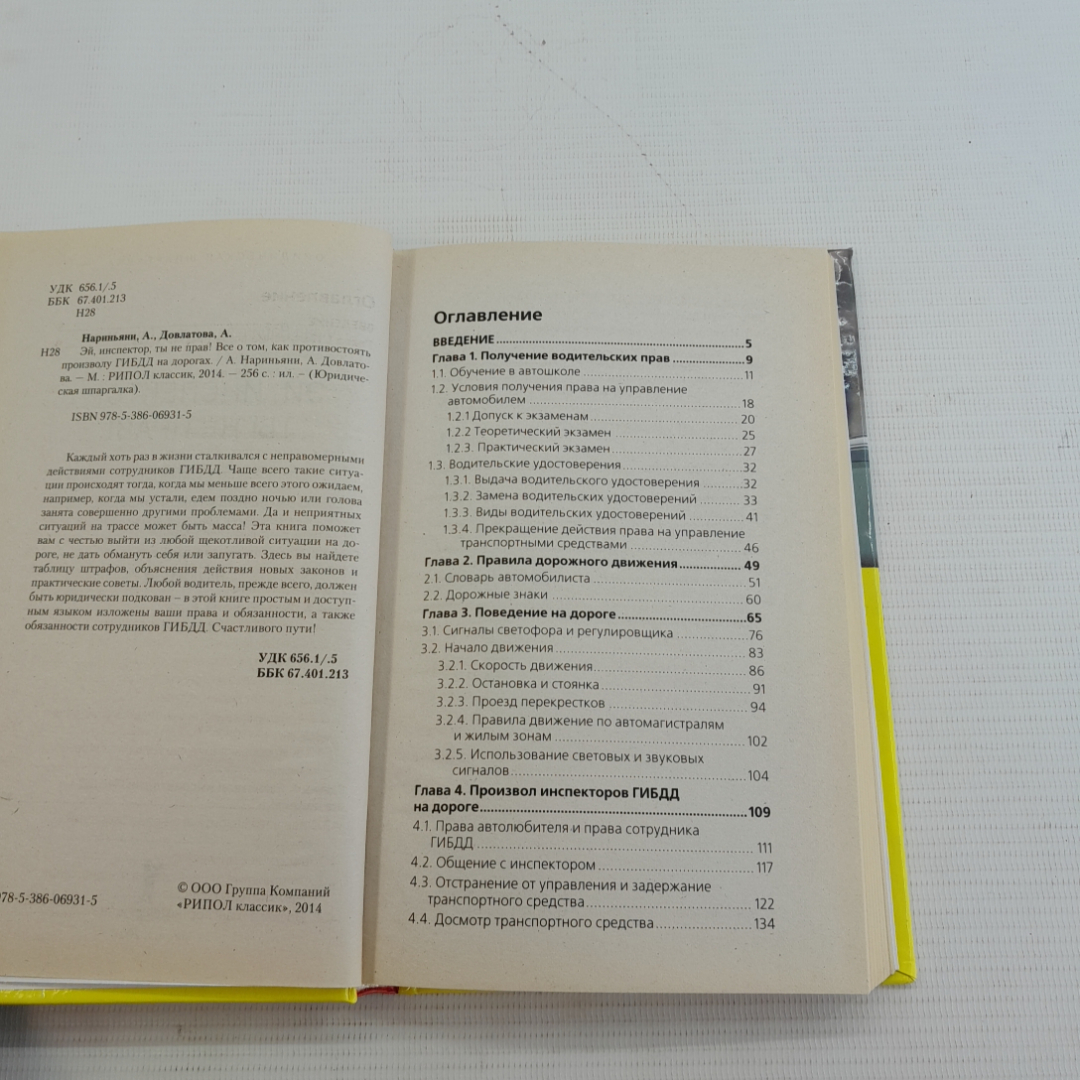 УДК 656.1/.5
ББК 67.401.213
Н28
Нариньяни, А., Довлатова, А.
Н28 Эй, инспектор, ты не прав! Все о том, как противостоять
произволу ГИБДД на дорогах. / А. Нариньяни, А. Довлато-
ва. – М. : РИПОЛ классик, 2014. – 256 с. : ил. – (Юридиче-
ская шпаргалка).
ISBN 978-5-386-06931-5
Каждый хоть раз в жизни сталкивался с неправомерными
действиями сотрудников ГИБДД. Чаще всего такие ситуа-
ции происходят тогда, когда мы меньше всего этого ожидаем,
например, когда мы устали, едем поздно ночью или голова
занята совершенно другими проблемами. Да и неприятных
ситуаций на трассе может быть масса! Эта книга поможет
вам с честью выйти из любой щекотливой ситуации на до-
роге, не дать обмануть себя или запугать. Здесь вы найдете
таблицу штрафов, объяснения действия новых законов и
практические советы. Любой водитель, прежде всего, должен
быть юридически подкован – в этой книге простым и доступ-
ным языком изложены ваши права и обязанности, а также
обязанности сотрудников ГИБДД. Счастливого пути!
УДК 656.1/.5
ББК 67.401.213
978-5-386-06931-5
© ООО Группа Компаний
«РИПОЛ классик», 2014
Оглавление
ВВЕДЕНИЕ 5
Глава 1. Получение водительских прав 9
1.1. Обучение в автошколе 11
1.2. Условия получения права на управление
автомобилем 18
1.2.1 Допуск к экзаменам 20
1.2.2 Теоретический экзамен 25
1.2.3. Практический экзамен 27
1.3. Водительские удостоверения 32
1.3.1. Выдача водительского удостоверения 32
1.3.2. Замена водительских удостоверений 33
1.3.3. Виды водительских удостоверений 41
1.3.4. Прекращение действия права на управление
транспортными средствами 46
Глава 2. Правила дорожного движения 49
2.1. Словарь автомобилиста 51
2.2. Дорожные знаки 60
Глава 3. Поведение на дороге 65
3.1. Сигналы светофора и регулировщика 76
3.2. Начало движения 83
3.2.1. Скорость движения 86
3.2.2. Остановка и стоянка 91
3.2.3. Проезд перекрестков 94
3.2.4. Правила движение по автомагистралям
и жилым зонам 102
3.2.5. Использование световых и звуковых
сигналов 104
Глава 4. Произвол инспекторов ГИБДД
на дороге 109
4.1. Права автолюбителя и права сотрудника
ГИБДД 111
4.2. Общение с инспектором 117
4.3. Отстранение от управления и задержание
транспортного средства 122
4.4. Досмотр транспортного средства 134